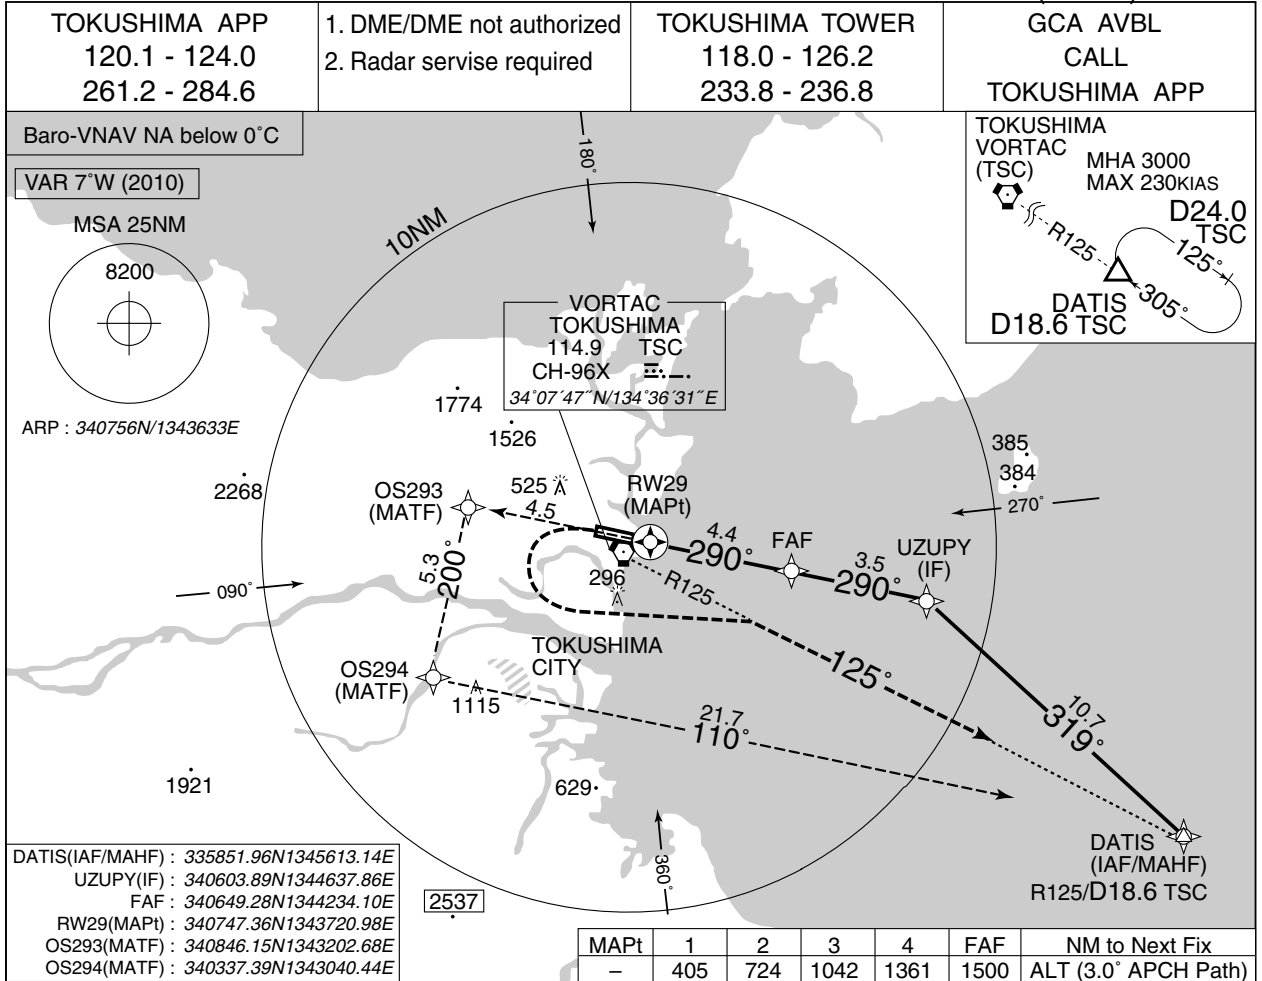 TOKUSHIMA APP
120.1 - 124.0
261.2 - 284.6
1. DME/DME not authorized
2. Radar servise required
TOKUSHIMA TOWER
118.0 - 126.2
233.8 - 236.8
GCA AVBL
CALL
TOKUSHIMA APP
Baro-VNAV NA below 0°C
VAR 7°W (2010)
MSA 25NM
8200
ARP : 340756N/1343633E
10NM
180°
TOKUSHIMA
VORTAC
(TSC)
MHA 3000
MAX 230KIAS
D24.0
TSC
R125
125°
305°
DATIS
D18.6 TSC
VORTAC
TOKUSHIMA
114.9 TSC
CH-96X
34°07´47˝N/134°36´31˝E
1774
1526
2268
385
384
270°
OS293
(MATF)
525
4.5
RW29
(MAPt)
4.4
290°
FAF
3.5
290°
UZUPY
(IF)
5.3
200°
090°
296
R125
TOKUSHIMA
CITY
OS294
(MATF)
1115
125°
21.7
110°
10.7
319°
1921
629
360°
DATIS
(IAF/MAHF)
R125/D18.6 TSC
2537
DATIS(IAF/MAHF) : 335851.96N1345613.14E
UZUPY(IF) : 340603.89N1344637.86E
FAF : 340649.28N1344234.10E
RW29(MAPt) : 340747.36N1343720.98E
OS293(MATF) : 340846.15N1343202.68E
OS294(MATF) : 340337.39N1343040.44E
MAPt 1 2 3 4 FAF NM to Next Fix
– 405 724 1042 1361 1500 ALT (3.0° APCH Path)